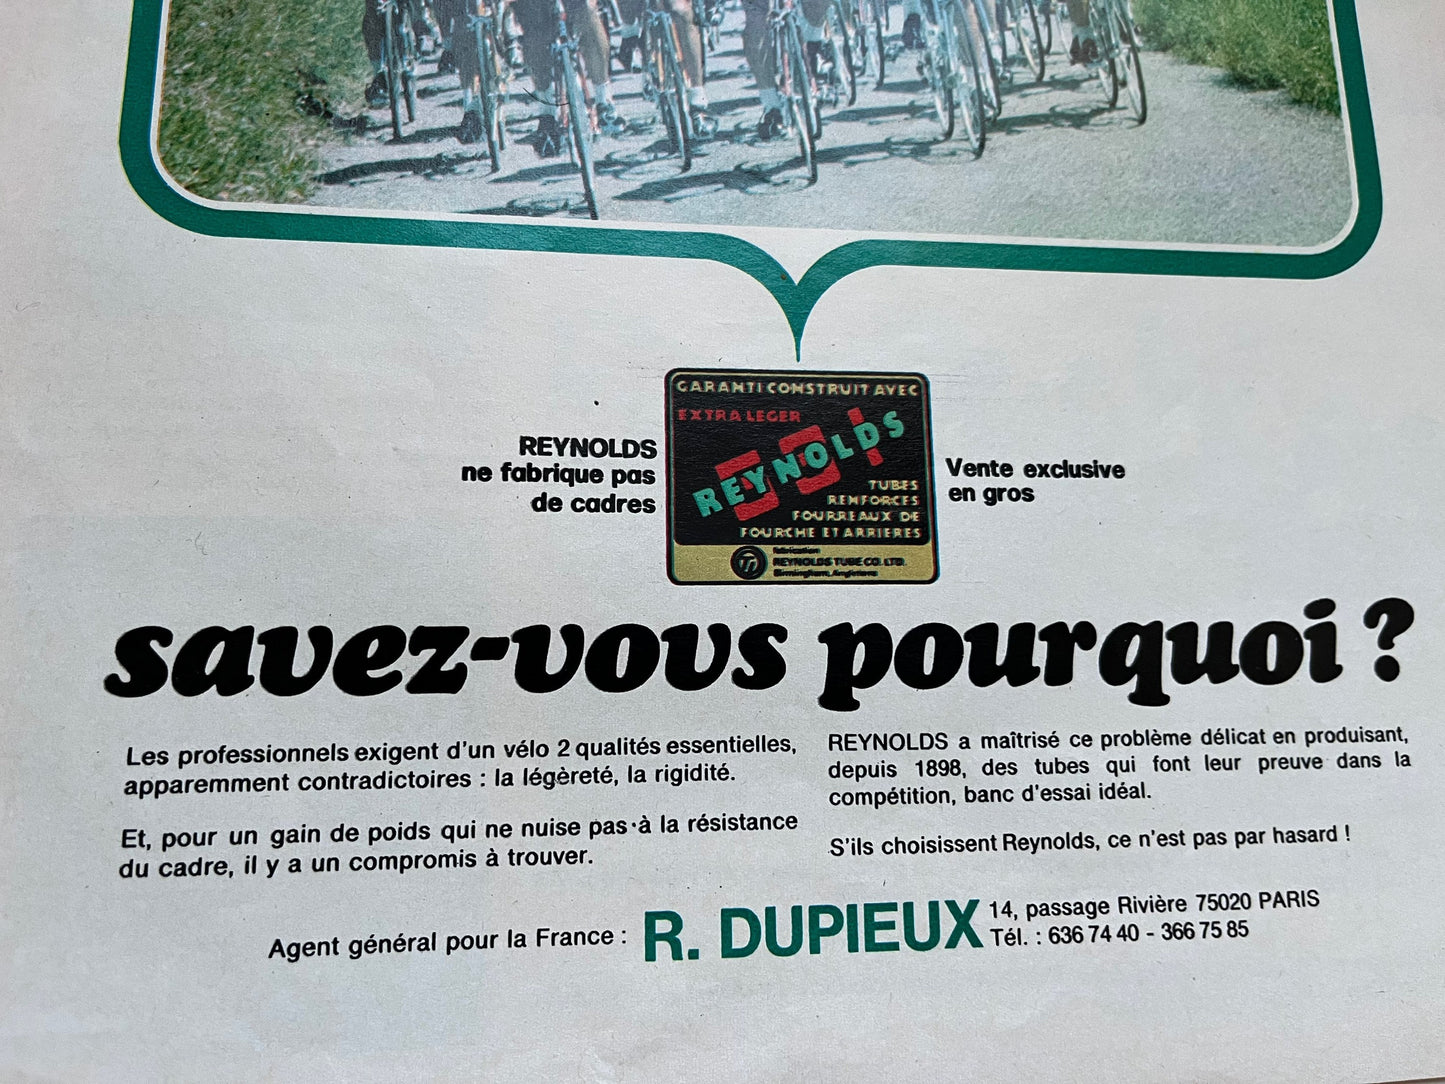 GARANTI CONSTRUIT AVEC
EXTRA LEGER
531
REYNOLDS
TUBES
RENFORCES
FOURREAUX DE
FOURCHE ET ARRIERES
Fabrication
REYNOLDS TUBE CO. LTD.
Birmingham, Angleterre
REYNOLDS
ne fabrique pas
de cadres
Vente exclusive
en gros
savez-vous pourquoi ?
Les professionnels exigent d'un vélo 2 qualités essentielles,
apparemment contradictoires : la légèreté, la rigidité.
Et, pour un gain de poids qui ne nuise pas à la résistance
du cadre, il y a un compromis à trouver.
REYNOLDS a maîtrisé ce problème délicat en produisant,
depuis 1898, des tubes qui font leur preuve dans la
compétition, banc d'essai idéal.
S'ils choisissent Reynolds, ce n'est pas par hasard !
Agent général pour la France :
R. DUPIEUX
14, passage Rivière 75020 PARIS
Tél. : 636 74 40 - 366 75 85